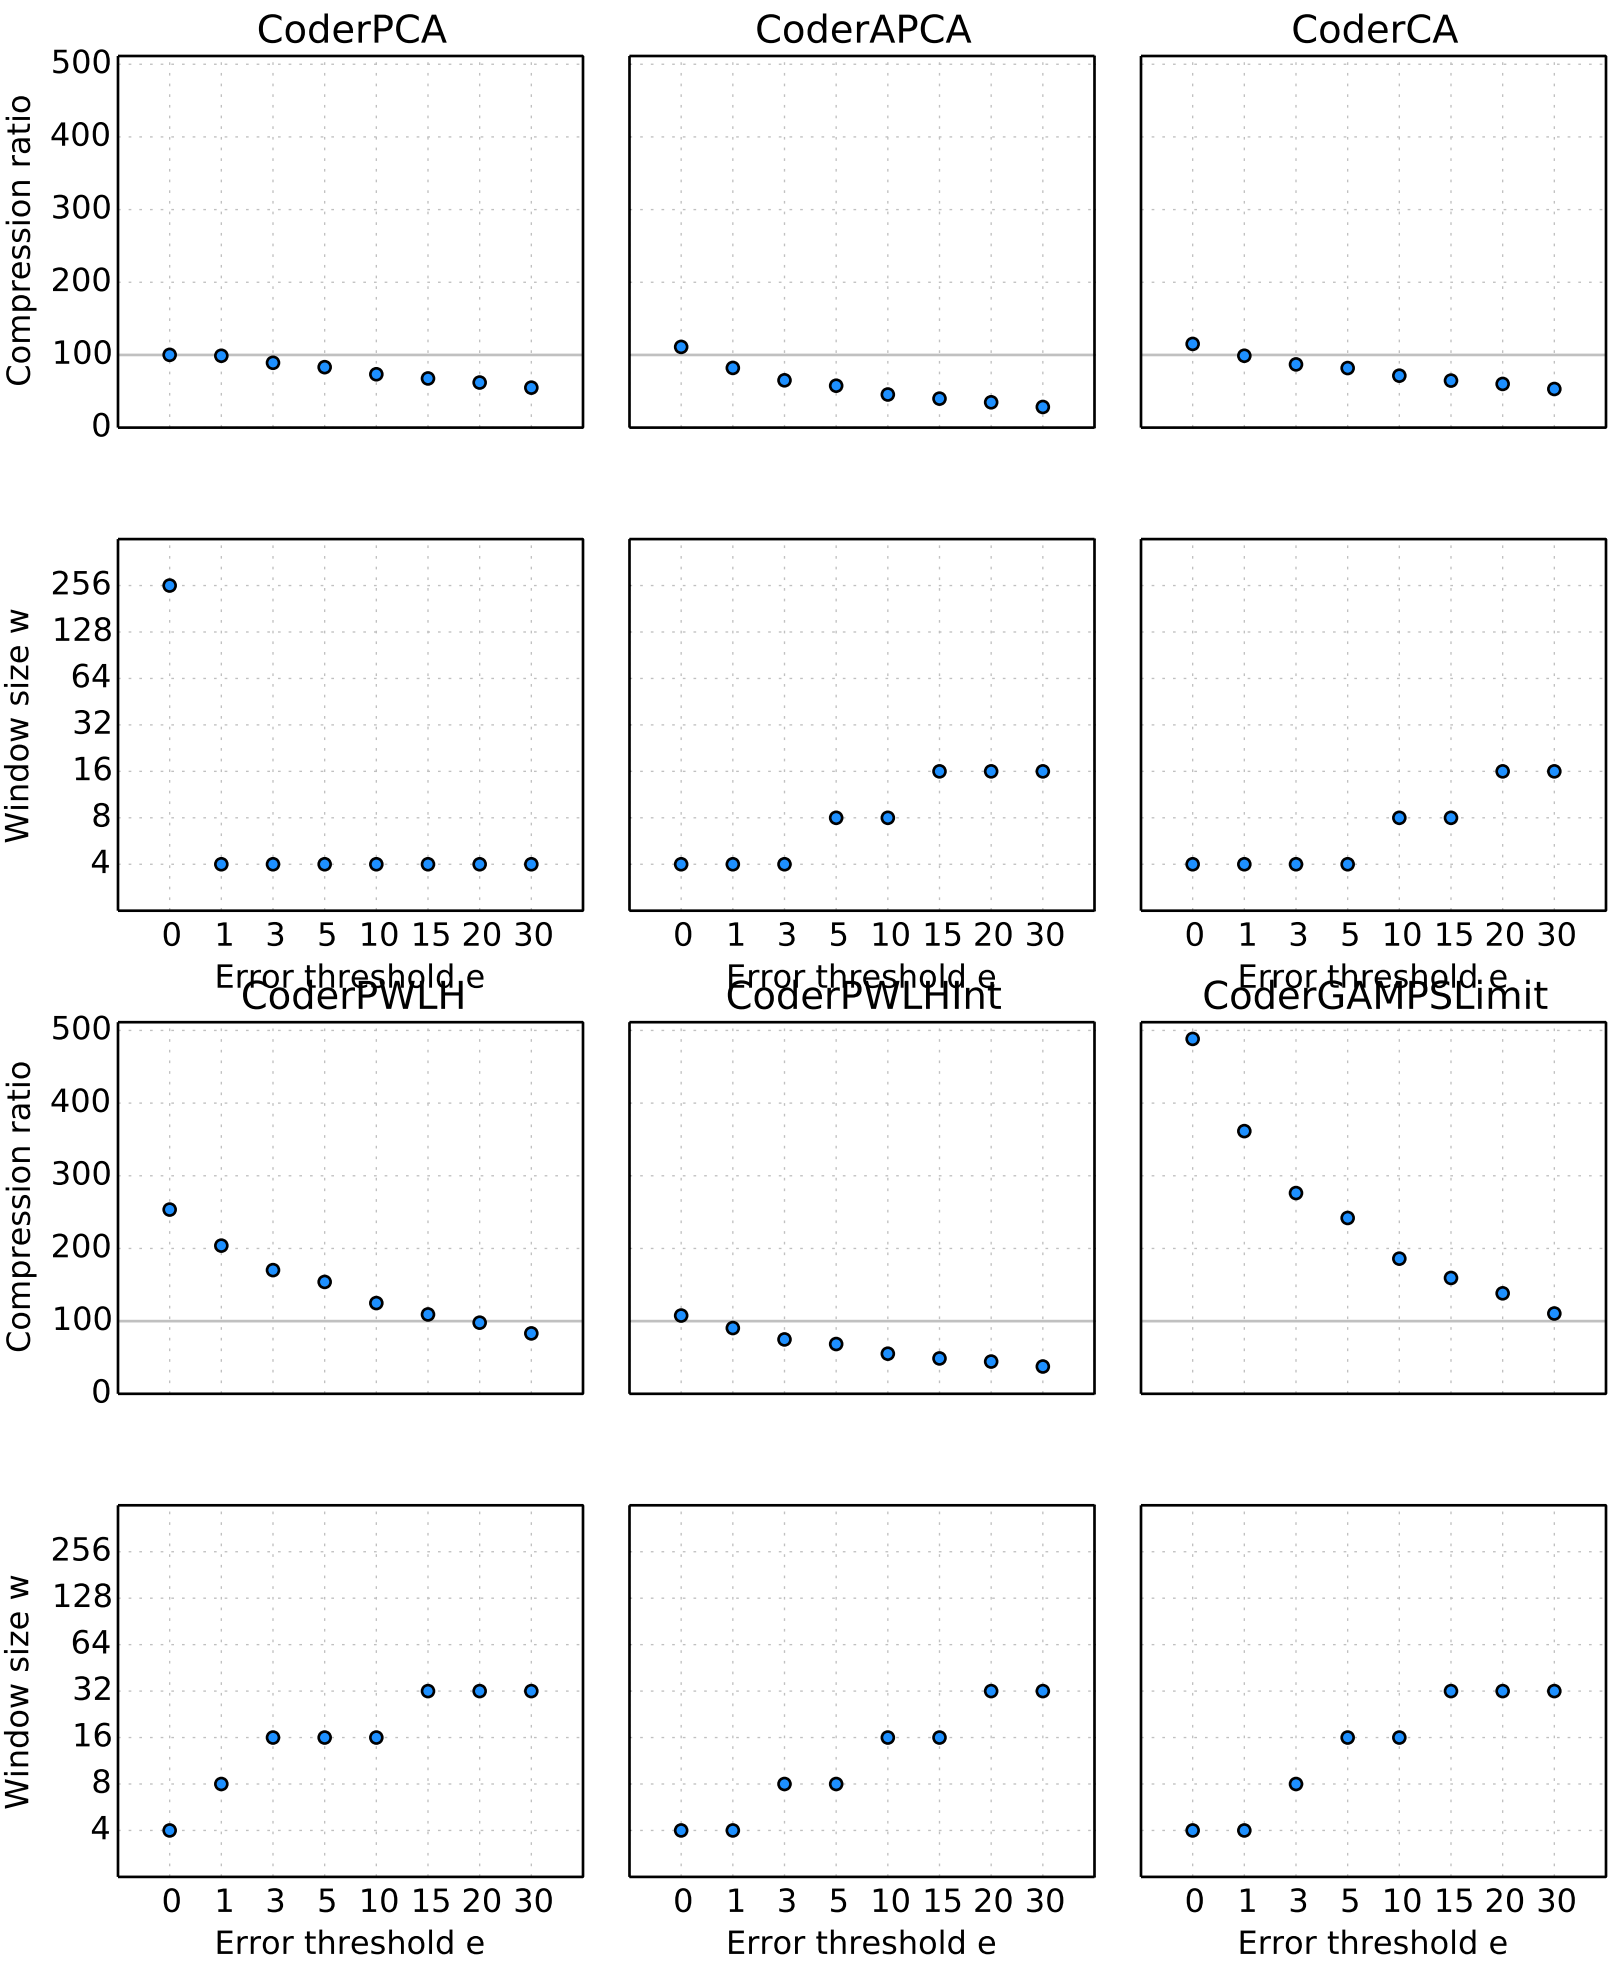 CoderPCA CoderAPCA CoderCA
500
400
300
200
100
0
Compression ratio
256
128
64
32
16
8
4
Window size w
0 1 3 5 10 15 20 30 0 1 3 5 10 15 20 30 0 1 3 5 10 15 20 30
Error threshold e Error threshold e Error threshold e
CoderPWLH CoderPWLHInt CoderGAMPSLimit
500
400
300
200
100
0
Compression ratio
256
128
64
32
16
8
4
Window size w
0 1 3 5 10 15 20 30 0 1 3 5 10 15 20 30 0 1 3 5 10 15 20 30
Error threshold e Error threshold e Error threshold e